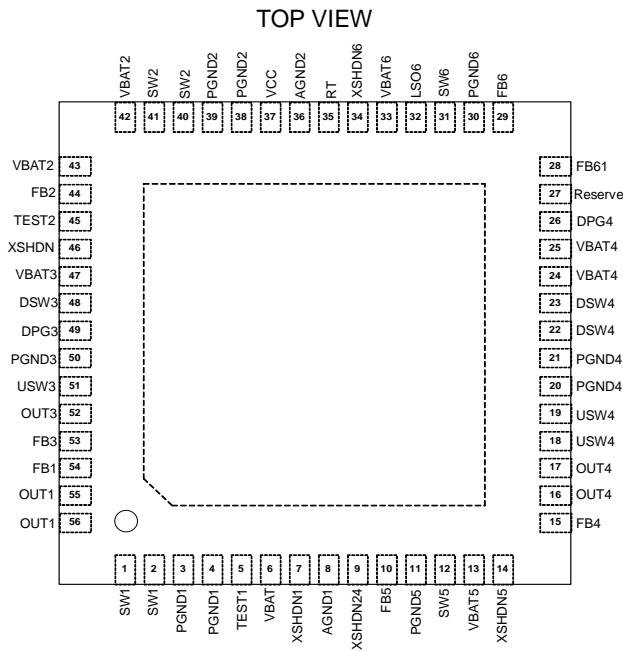 TOP VIEW
VBAT2 SW2 SW2 PGND2 PGND2 VCC AGND2 RT XSHDN6 VBAT6 LSO6 SW6 PGND6 FB6
42 41 40 39 38 37 36 35 34 33 32 31 30 29
VBAT2 43
FB2 44
TEST2 45
XSHDN 46
VBAT3 47
DSW3 48
DPG3 49
PGND3 50
USW3 51
OUT3 52
FB3 53
FB1 54
OUT1 55
OUT1 56
28 FB61
27 Reserve
26 DPG4
25 VBAT4
24 VBAT4
23 DSW4
22 DSW4
21 PGND4
20 PGND4
19 USW4
18 USW4
17 OUT4
16 OUT4
15 FB4
1 2 3 4 5 6 7 8 9 10 11 12 13 14
SW1 SW1 PGND1 PGND1 TEST1 VBAT XSHDN1 AGND1 XSHDN24 FB5 PGND5 SW5 VBAT5 XSHDN5